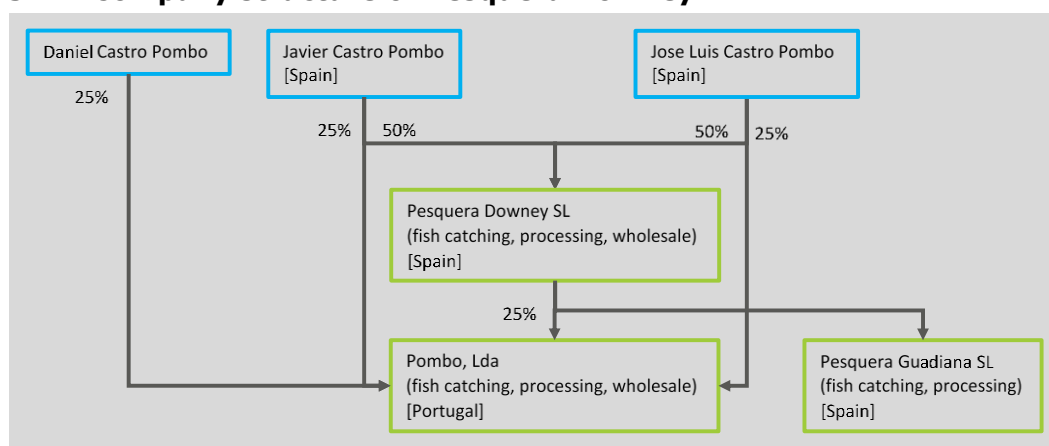 Daniel Castro Pombo
Javier Castro Pombo
[Spain]
Jose Luis Castro Pombo
[Spain]
25%
25%
50%
50%
25%
Pesquera Downey SL
(fish catching, processing, wholesale)
[Spain]
25%
Pombo, Lda
(fish catching, processing, wholesale)
[Portugal]
Pesquera Guadiana SL
(fish catching, processing)
[Spain]